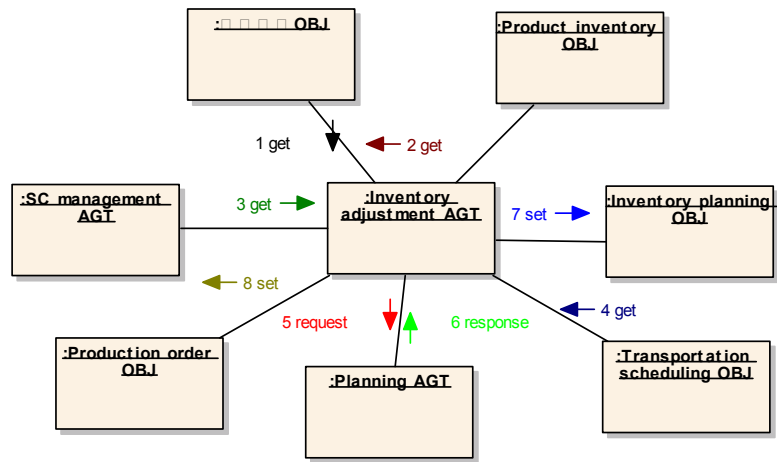 : OBJ
:Product inventory
OBJ
1 get
2 get
:SC management
AGT
3 get
:Inventory
adjustment AGT
7 set
:Inventory planning
OBJ
8 set
4 get
5 request
6 response
:Production order
OBJ
:Planning AGT
:Transportation
scheduling OBJ